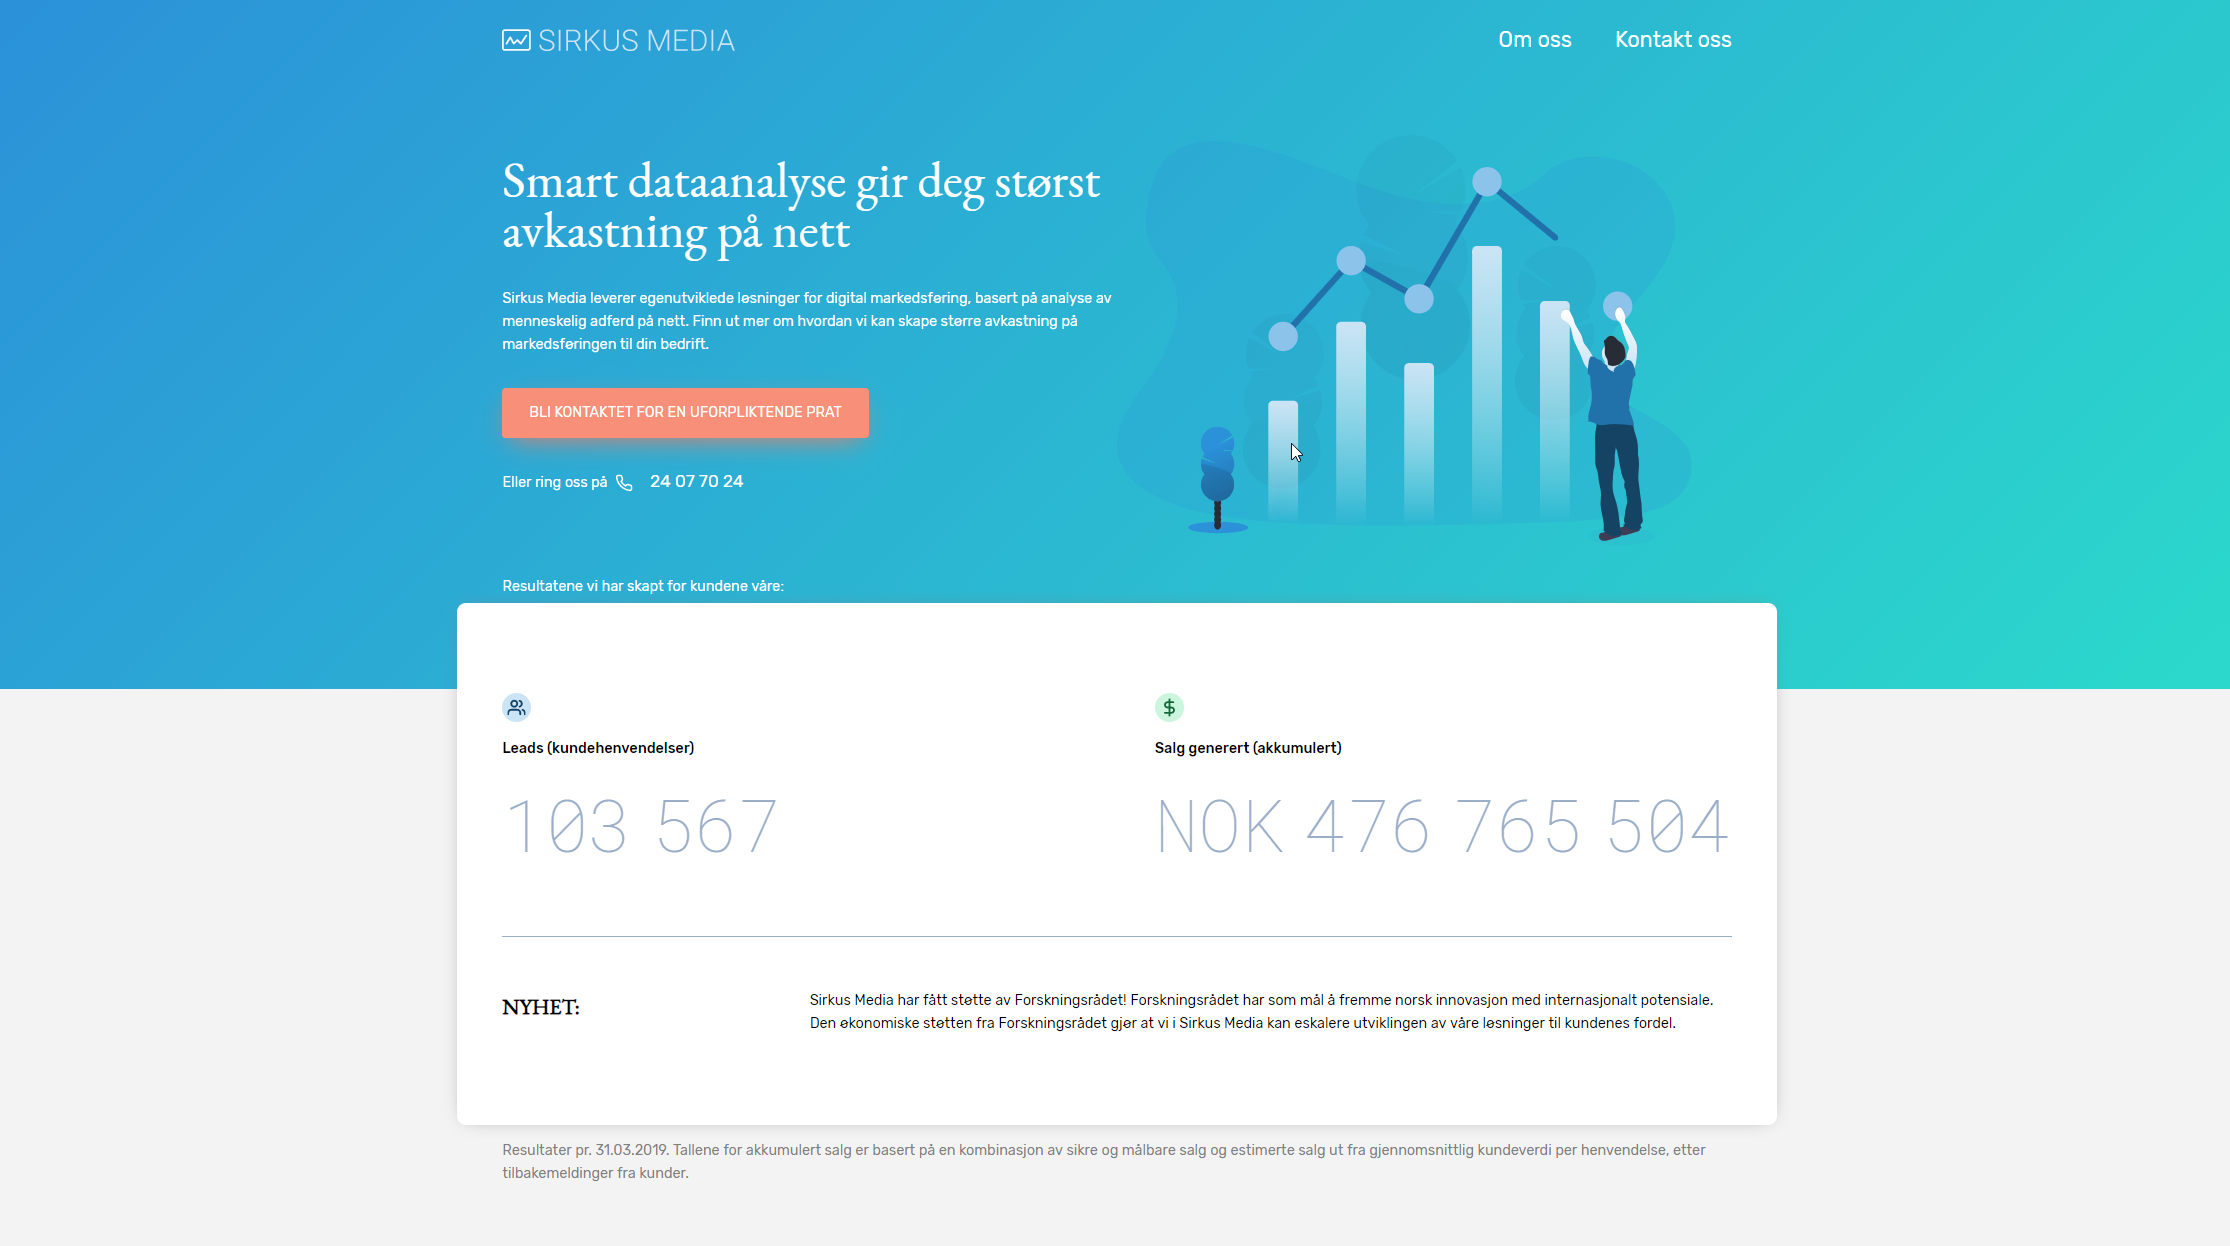 SIRKUS MEDIA
Om oss
Kontakt oss
Smart dataanalyse gir deg størst
avkastning på nett
Sirkus Media leverer egenutviklede løsninger for digital markedsføring, basert på analyse av
menneskelig adferd på nett. Finn ut mer om hvordan vi kan skape større avkastning på
markedsføringen til din bedrift.
BLI KONTAKTET FOR EN UFORPLIKTENDE PRAT
Eller ring oss på 24 07 70 24
Resultatene vi har skapt for kundene våre:
Leads (kundehenvendelser)
103 567
Salg generert (akkumulert)
NOK 476 765 504
NYHET:
Sirkus Media har fått støtte av Forskningsrådet! Forskningsrådet har som mål å fremme norsk innovasjon med internasjonalt potensiale.
Den økonomiske støtten fra Forskningsrådet gjør at vi i Sirkus Media kan eskalere utviklingen av våre løsninger til kundenes fordel.
Resultater pr. 31.03.2019. Tallene for akkumulert salg er basert på en kombinasjon av sikre og målbare salg og estimerte salg ut fra gjennomsnittlig kundeverdi per henvendelse, etter
tilbakemeldinger fra kunder.